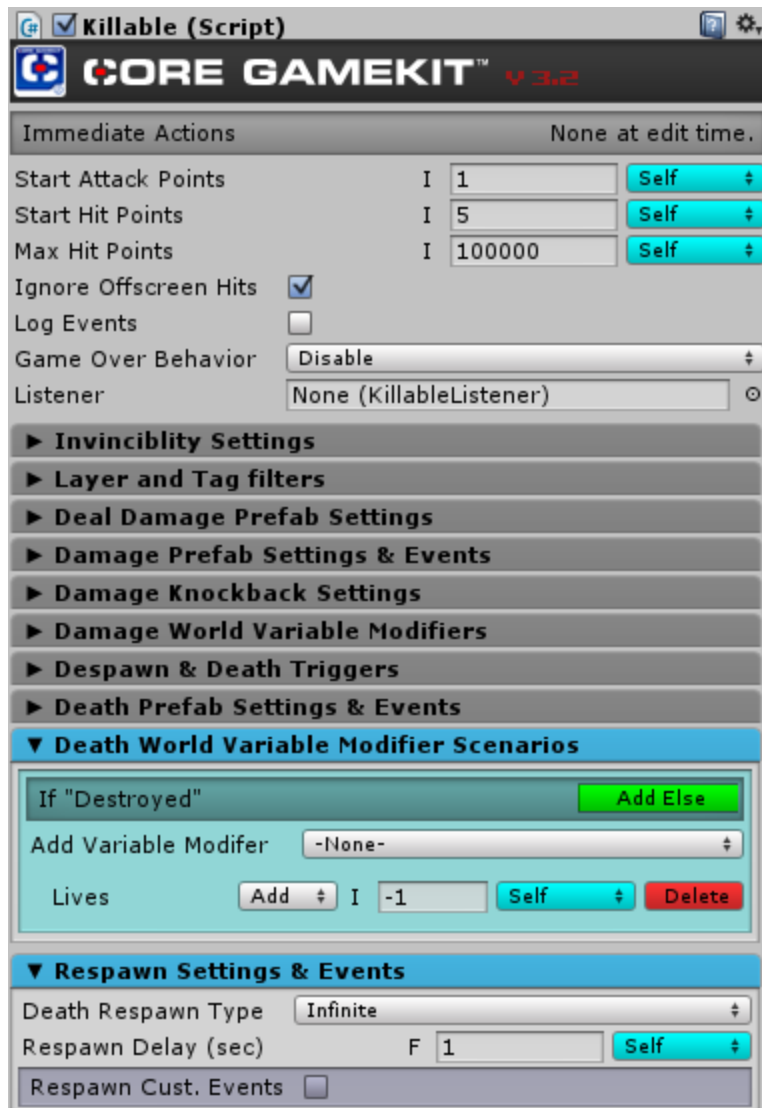 Killable (Script)
CORE GAMEKIT™ V 3.2
Immediate Actions None at edit time.
Start Attack Points I 1 Self
Start Hit Points I 5 Self
Max Hit Points I 100000 Self
Ignore Offscreen Hits
Log Events
Game Over Behavior Disable
Listener None (KillableListener)
Invinciblity Settings
Layer and Tag filters
Deal Damage Prefab Settings
Damage Prefab Settings & Events
Damage Knockback Settings
Damage World Variable Modifiers
Despawn & Death Triggers
Death Prefab Settings & Events
Death World Variable Modifier Scenarios
If "Destroyed" Add Else
Add Variable Modifer -None-
Lives Add I -1 Self Delete
Respawn Settings & Events
Death Respawn Type Infinite
Respawn Delay (sec) F 1 Self
Respawn Cust. Events